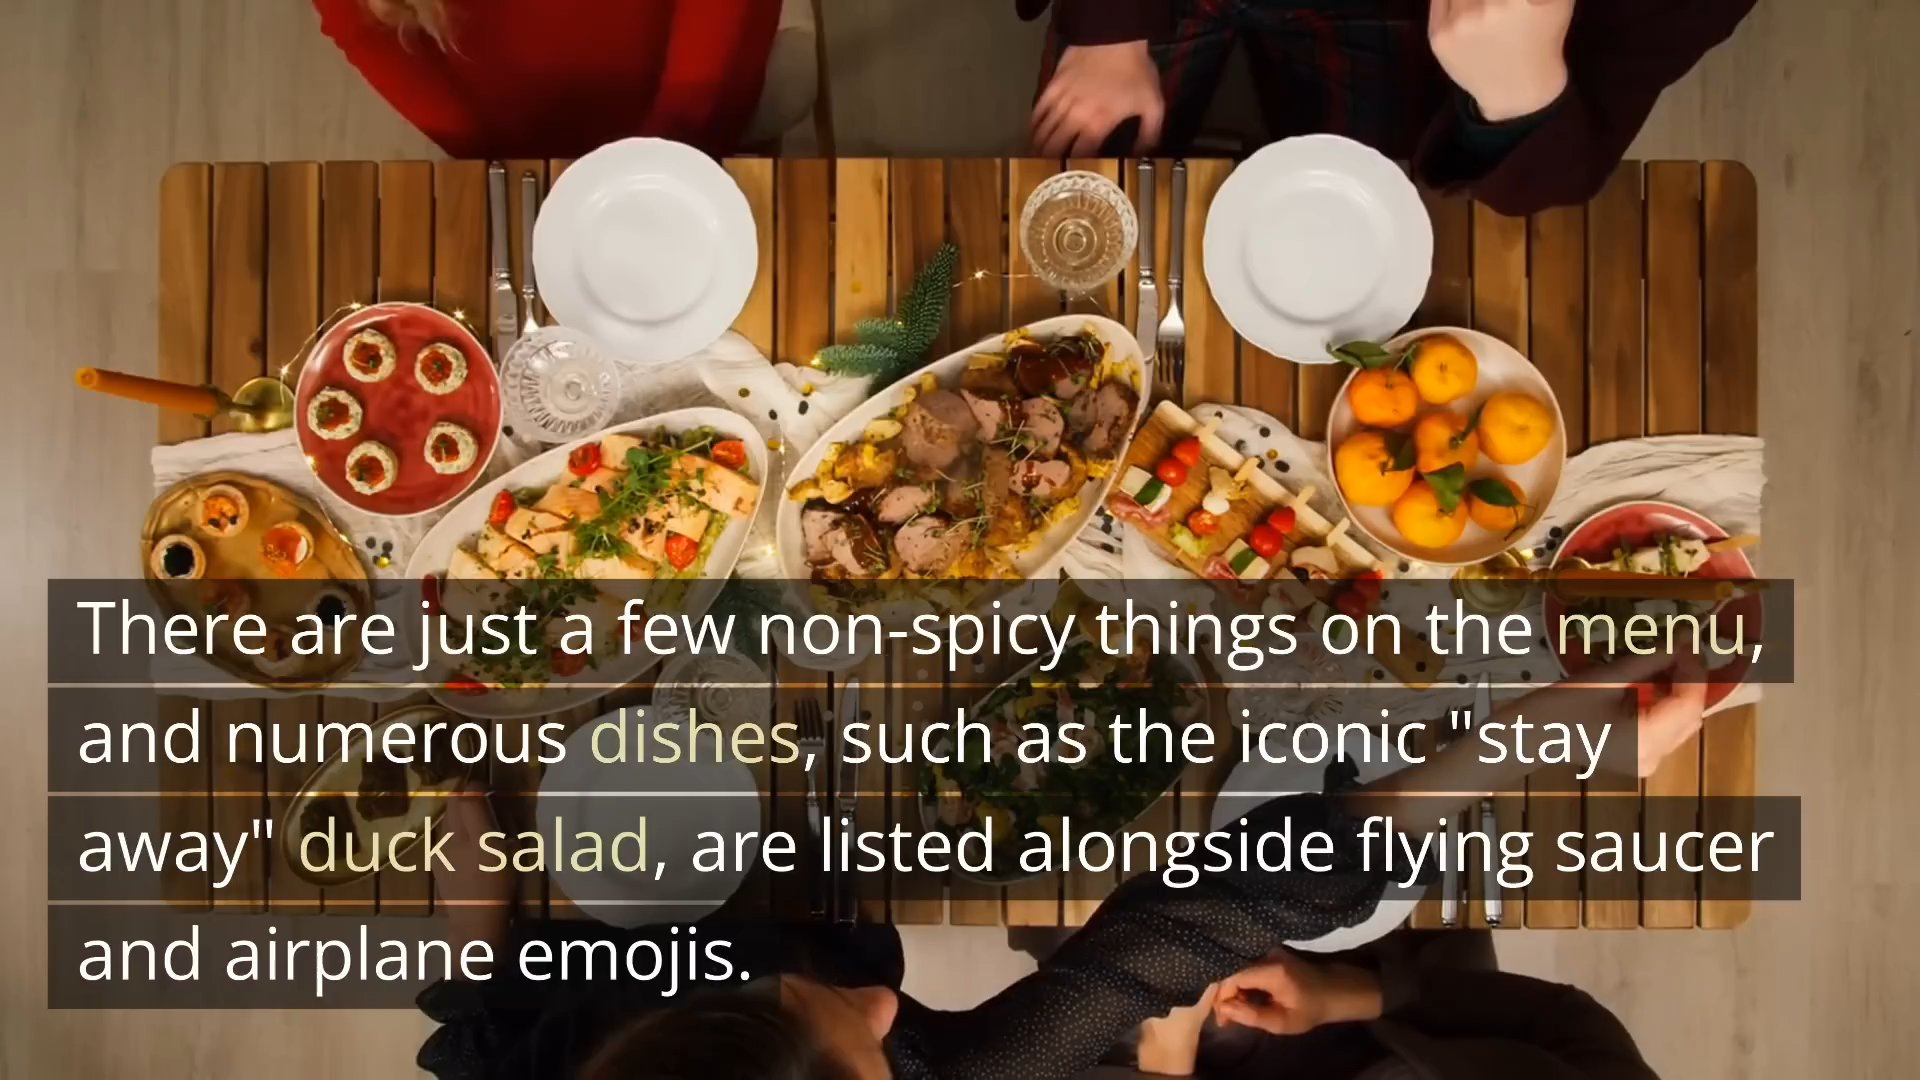 There are just a few non-spicy things on the menu,
and numerous dishes, such as the iconic "stay
away" duck salad, are listed alongside flying saucer
and airplane emojis.